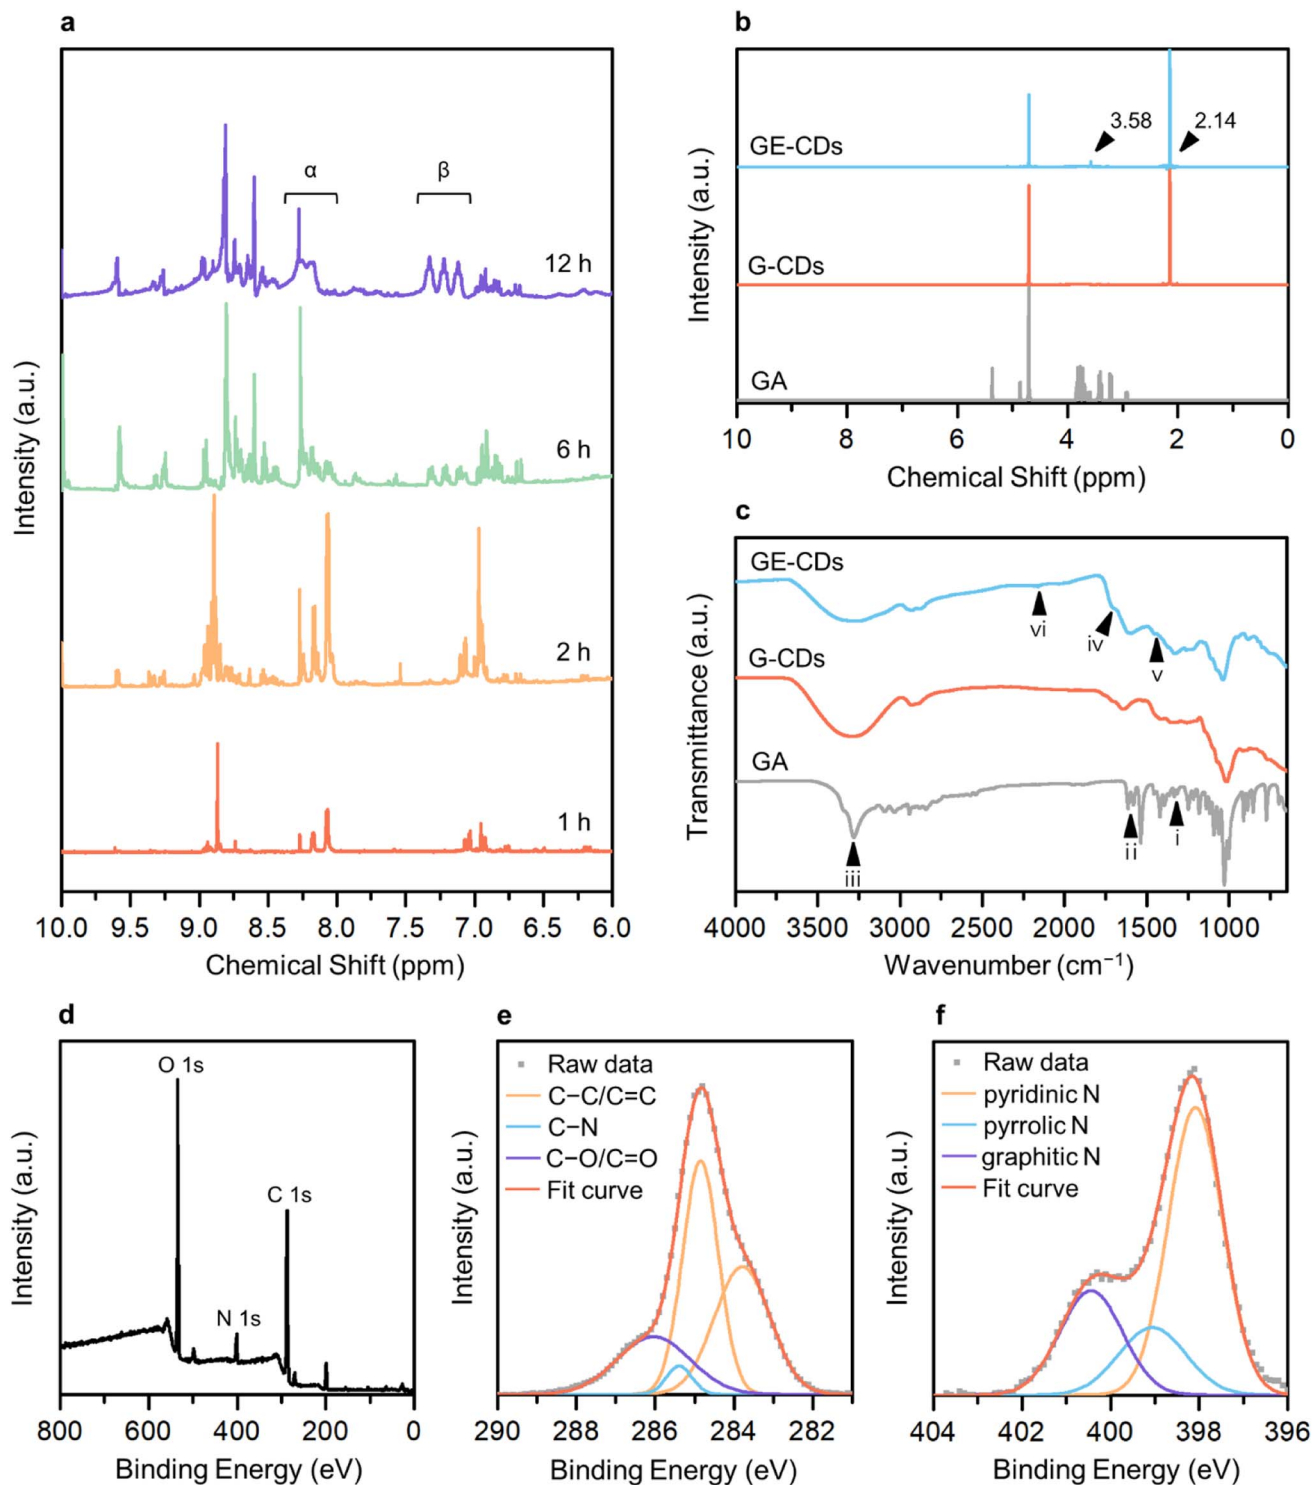 a
α
β
12 h
6 h
2 h
1 h
Intensity (a.u.)
10.0 9.5 9.0 8.5 8.0 7.5 7.0 6.5 6.0
Chemical Shift (ppm)
b
3.58
2.14
GE-CDs
G-CDs
GA
Intensity (a.u.)
10 8 6 4 2 0
Chemical Shift (ppm)
c
GE-CDs
vi
iv
v
G-CDs
GA
iii
ii
i
Transmittance (a.u.)
4000 3500 3000 2500 2000 1500 1000
Wavenumber (cm⁻¹)
d
O 1s
N 1s
C 1s
Intensity (a.u.)
800 600 400 200 0
Binding Energy (eV)
e
Raw data
C−C/C=C
C−N
C−O/C=O
Fit curve
Intensity (a.u.)
290 288 286 284 282
Binding Energy (eV)
f
Raw data
pyridinic N
pyrrolic N
graphitic N
Fit curve
Intensity (a.u.)
404 402 400 398 396
Binding Energy (eV)